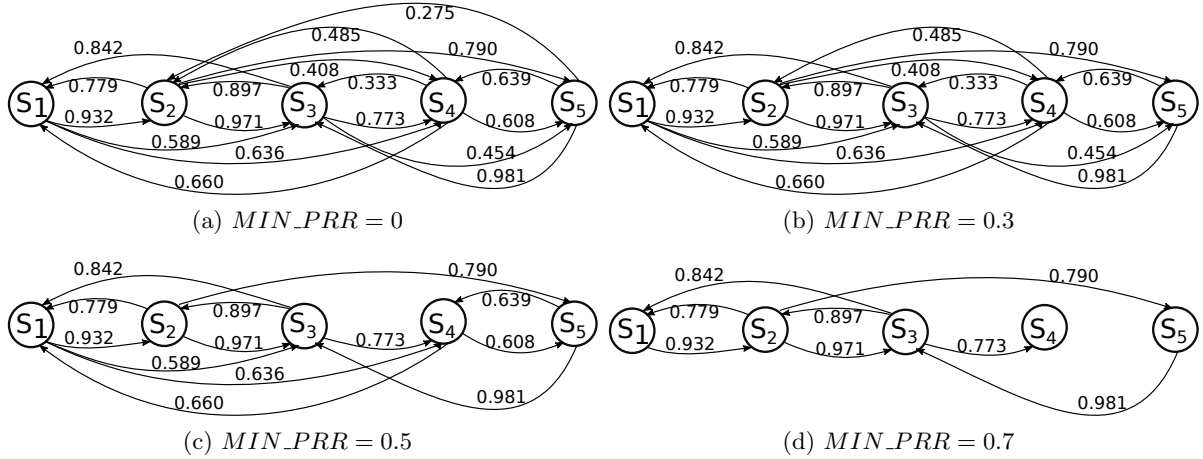 0.275
0.485
0.842 0.790
0.408 0.639
0.779 0.897 0.333
S1 S2 S3 S4 S5
0.932 0.971 0.773 0.608
0.589
0.636 0.454
0.981
0.660
(a) MIN_PRR = 0
0.485
0.842 0.790
0.408 0.639
0.779 0.897 0.333
S1 S2 S3 S4 S5
0.932 0.971 0.773 0.608
0.589
0.636 0.454
0.981
0.660
(b) MIN_PRR = 0.3
0.842 0.790
0.779 0.897 0.639
S1 S2 S3 S4 S5
0.932 0.971 0.773 0.608
0.589
0.636
0.981
0.660
(c) MIN_PRR = 0.5
0.842 0.790
0.779 0.897
S1 S2 S3 S4 S5
0.932 0.971 0.773
0.981
(d) MIN_PRR = 0.7